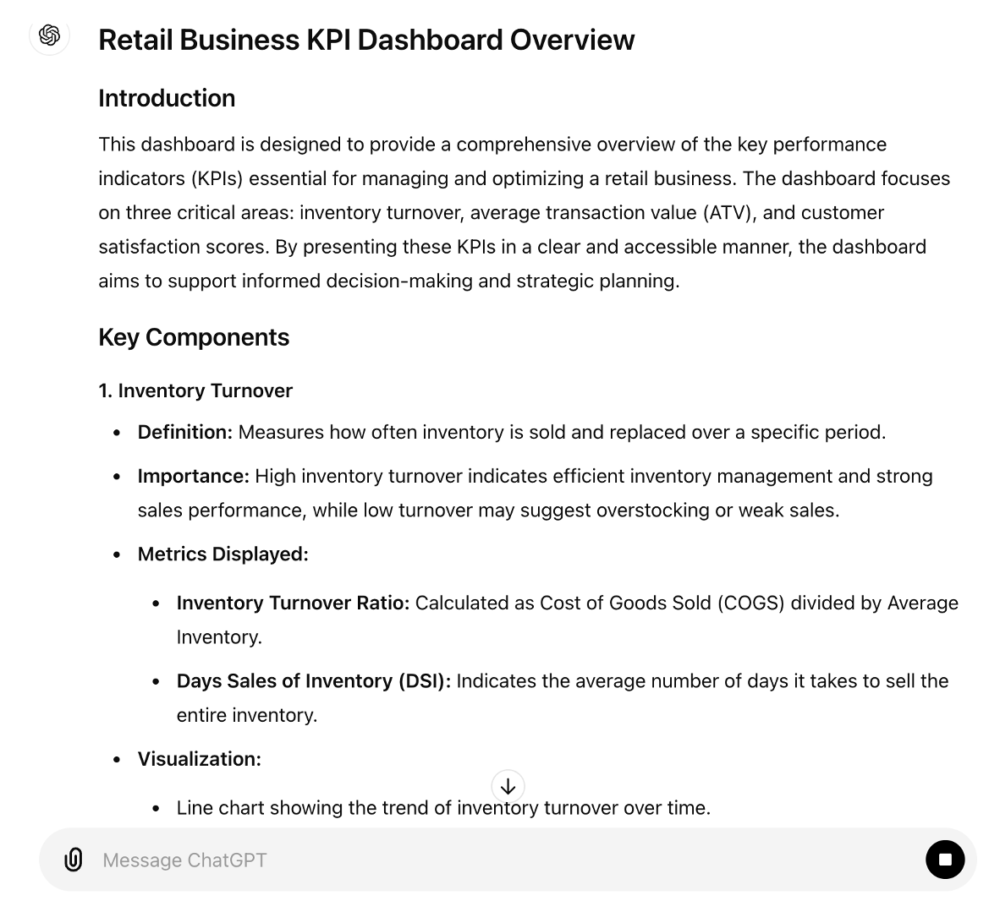 Retail Business KPI Dashboard Overview
Introduction
This dashboard is designed to provide a comprehensive overview of the key performance
indicators (KPIs) essential for managing and optimizing a retail business. The dashboard focuses
on three critical areas: inventory turnover, average transaction value (ATV), and customer
satisfaction scores. By presenting these KPIs in a clear and accessible manner, the dashboard
aims to support informed decision-making and strategic planning.
Key Components
1. Inventory Turnover
• Definition: Measures how often inventory is sold and replaced over a specific period.
• Importance: High inventory turnover indicates efficient inventory management and strong
sales performance, while low turnover may suggest overstocking or weak sales.
• Metrics Displayed:
• Inventory Turnover Ratio: Calculated as Cost of Goods Sold (COGS) divided by Average
Inventory.
• Days Sales of Inventory (DSI): Indicates the average number of days it takes to sell the
entire inventory.
• Visualization:
• Line chart showing the trend of inventory turnover over time.
Message ChatGPT